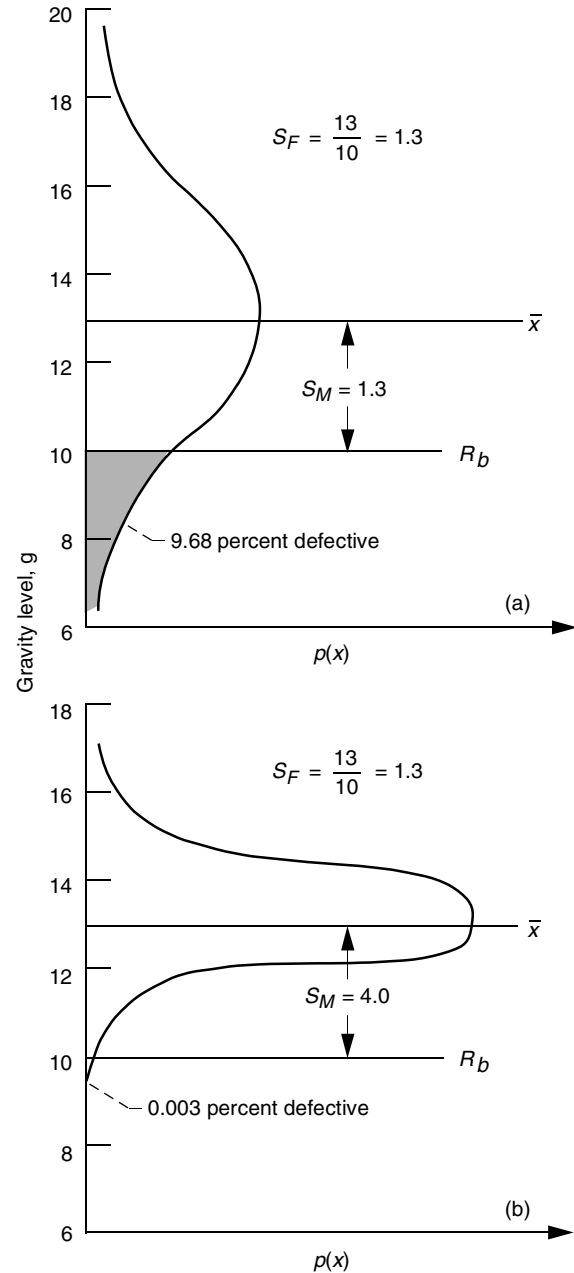 20
18
S_F = 13/10 = 1.3
16
14
x̄
12
S_M = 1.3
10
R_b
8
9.68 percent defective
(a)
6
p(x)
Gravity level, g
18
S_F = 13/10 = 1.3
16
14
x̄
12
S_M = 4.0
10
R_b
0.003 percent defective
8
(b)
6
p(x)